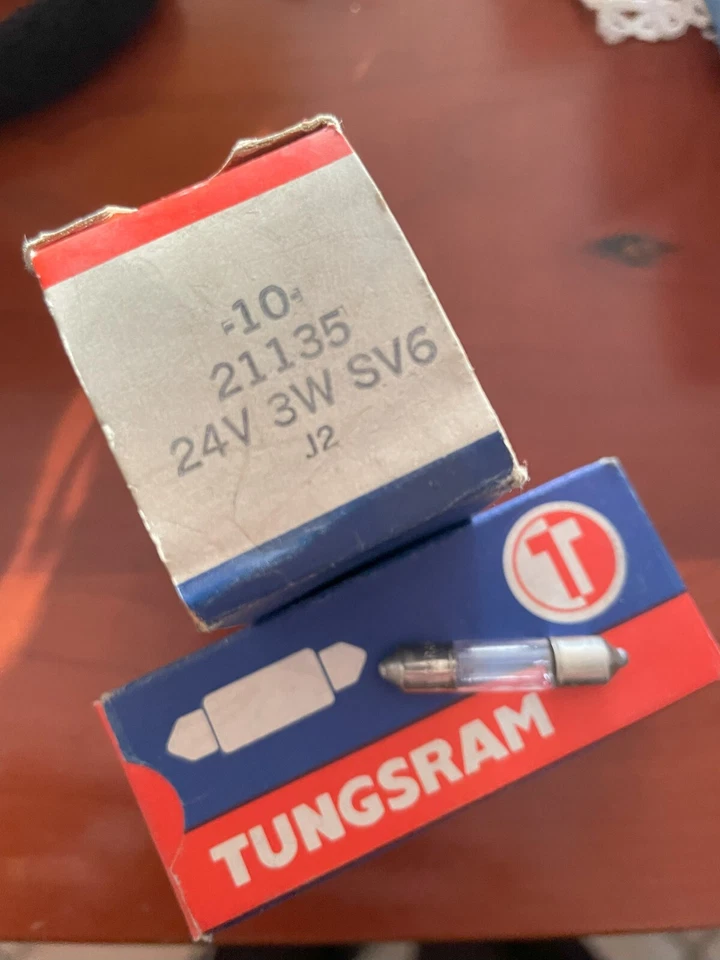 -10-
21135
24V 3W SV6
J2
T
TUNGSRAM